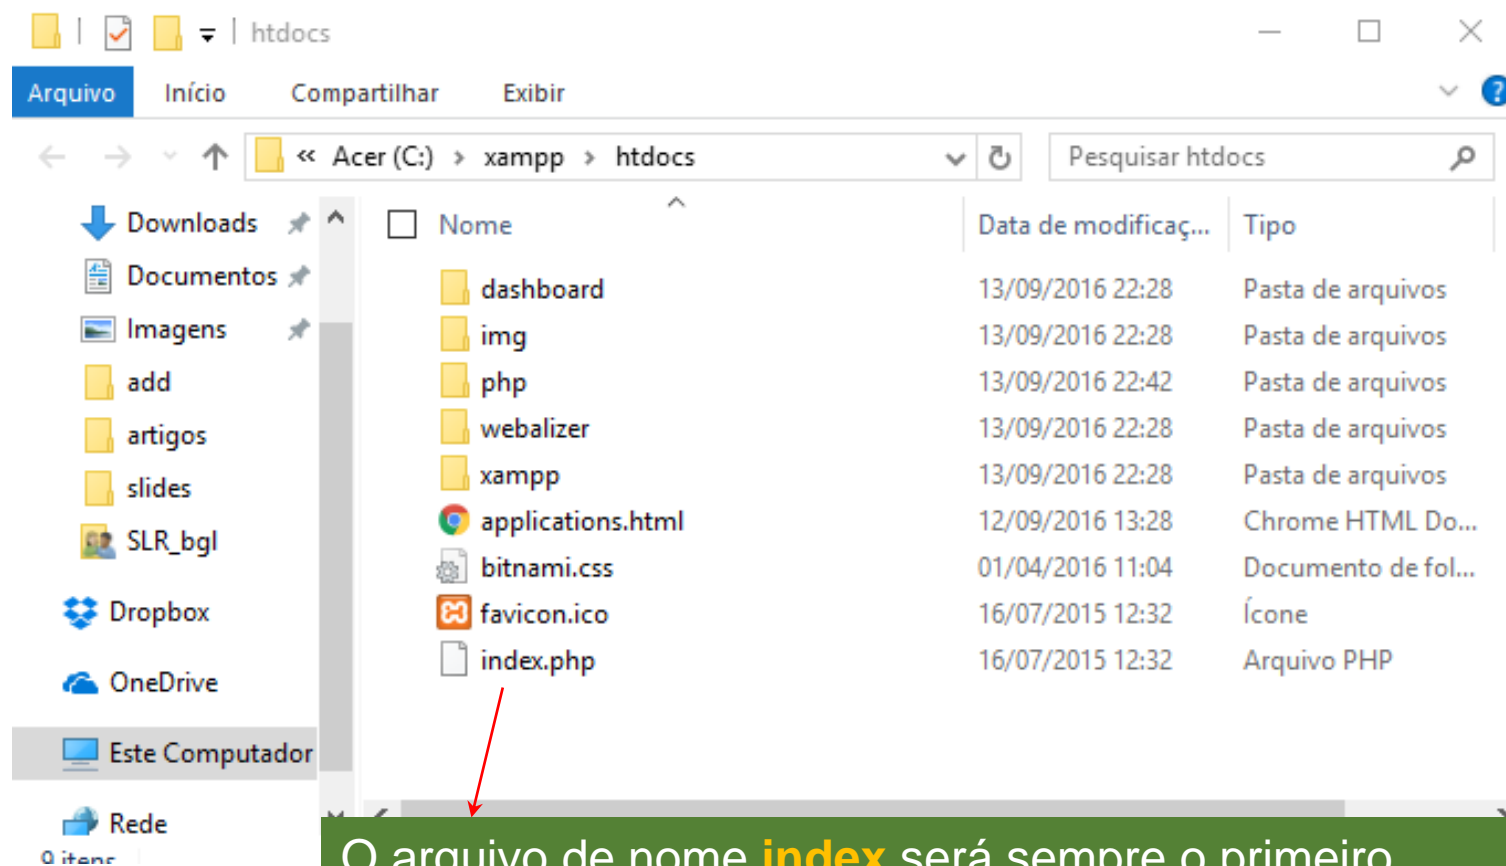 htdocs
Arquivo Início Compartilhar Exibir
« Acer (C:) > xampp > htdocs Pesquisar htdocs
Downloads
Documentos
Imagens
add
artigos
slides
SLR_bgl
Dropbox
OneDrive
Este Computador
Rede
9 itens
Nome Data de modificaç... Tipo
dashboard 13/09/2016 22:28 Pasta de arquivos
img 13/09/2016 22:28 Pasta de arquivos
php 13/09/2016 22:42 Pasta de arquivos
webalizer 13/09/2016 22:28 Pasta de arquivos
xampp 13/09/2016 22:28 Pasta de arquivos
applications.html 12/09/2016 13:28 Chrome HTML Do...
bitnami.css 01/04/2016 11:04 Documento de fol...
favicon.ico 16/07/2015 12:32 Ícone
index.php 16/07/2015 12:32 Arquivo PHP
O arquivo de nome index será sempre o primeiro